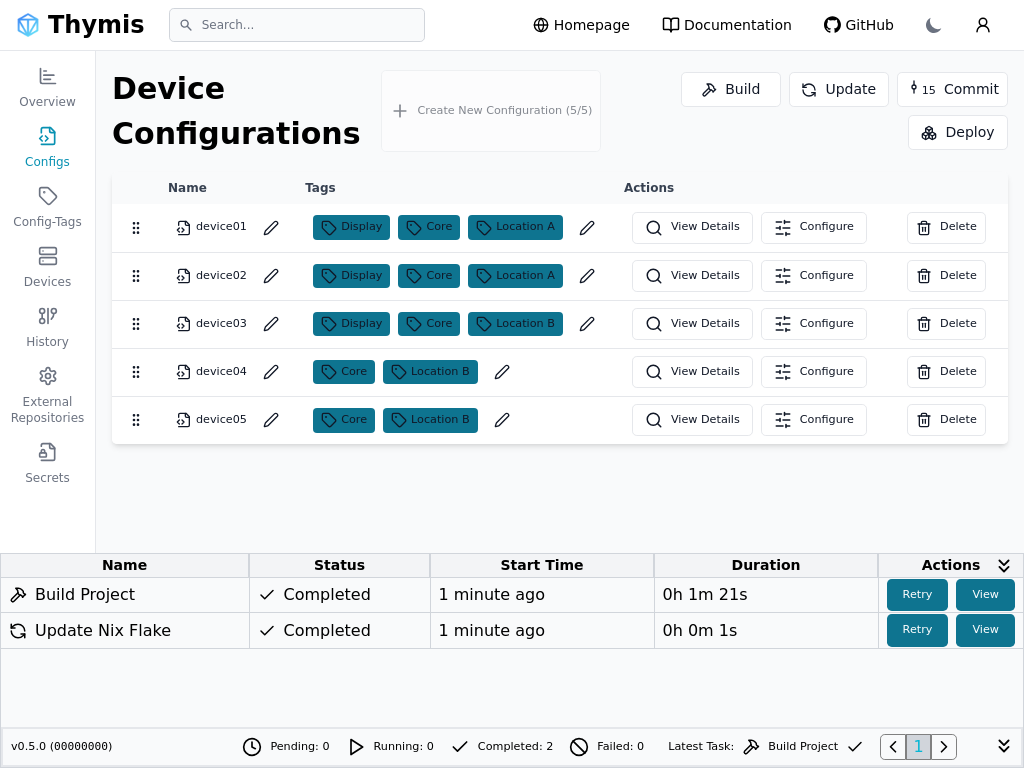 Thymis
Search...
Homepage
Documentation
GitHub
Overview
Configs
Config-Tags
Devices
History
External
Repositories
Secrets
Device
Configurations
Create New Configuration (5/5)
Build
Update
15 Commit
Deploy
Name Tags Actions
device01 Display Core Location A View Details Configure Delete
device02 Display Core Location A View Details Configure Delete
device03 Display Core Location B View Details Configure Delete
device04 Core Location B View Details Configure Delete
device05 Core Location B View Details Configure Delete
Name Status Start Time Duration Actions
Build Project Completed 1 minute ago 0h 1m 21s Retry View
Update Nix Flake Completed 1 minute ago 0h 0m 1s Retry View
v0.5.0 (00000000) Pending: 0 Running: 0 Completed: 2 Failed: 0 Latest Task: Build Project 1